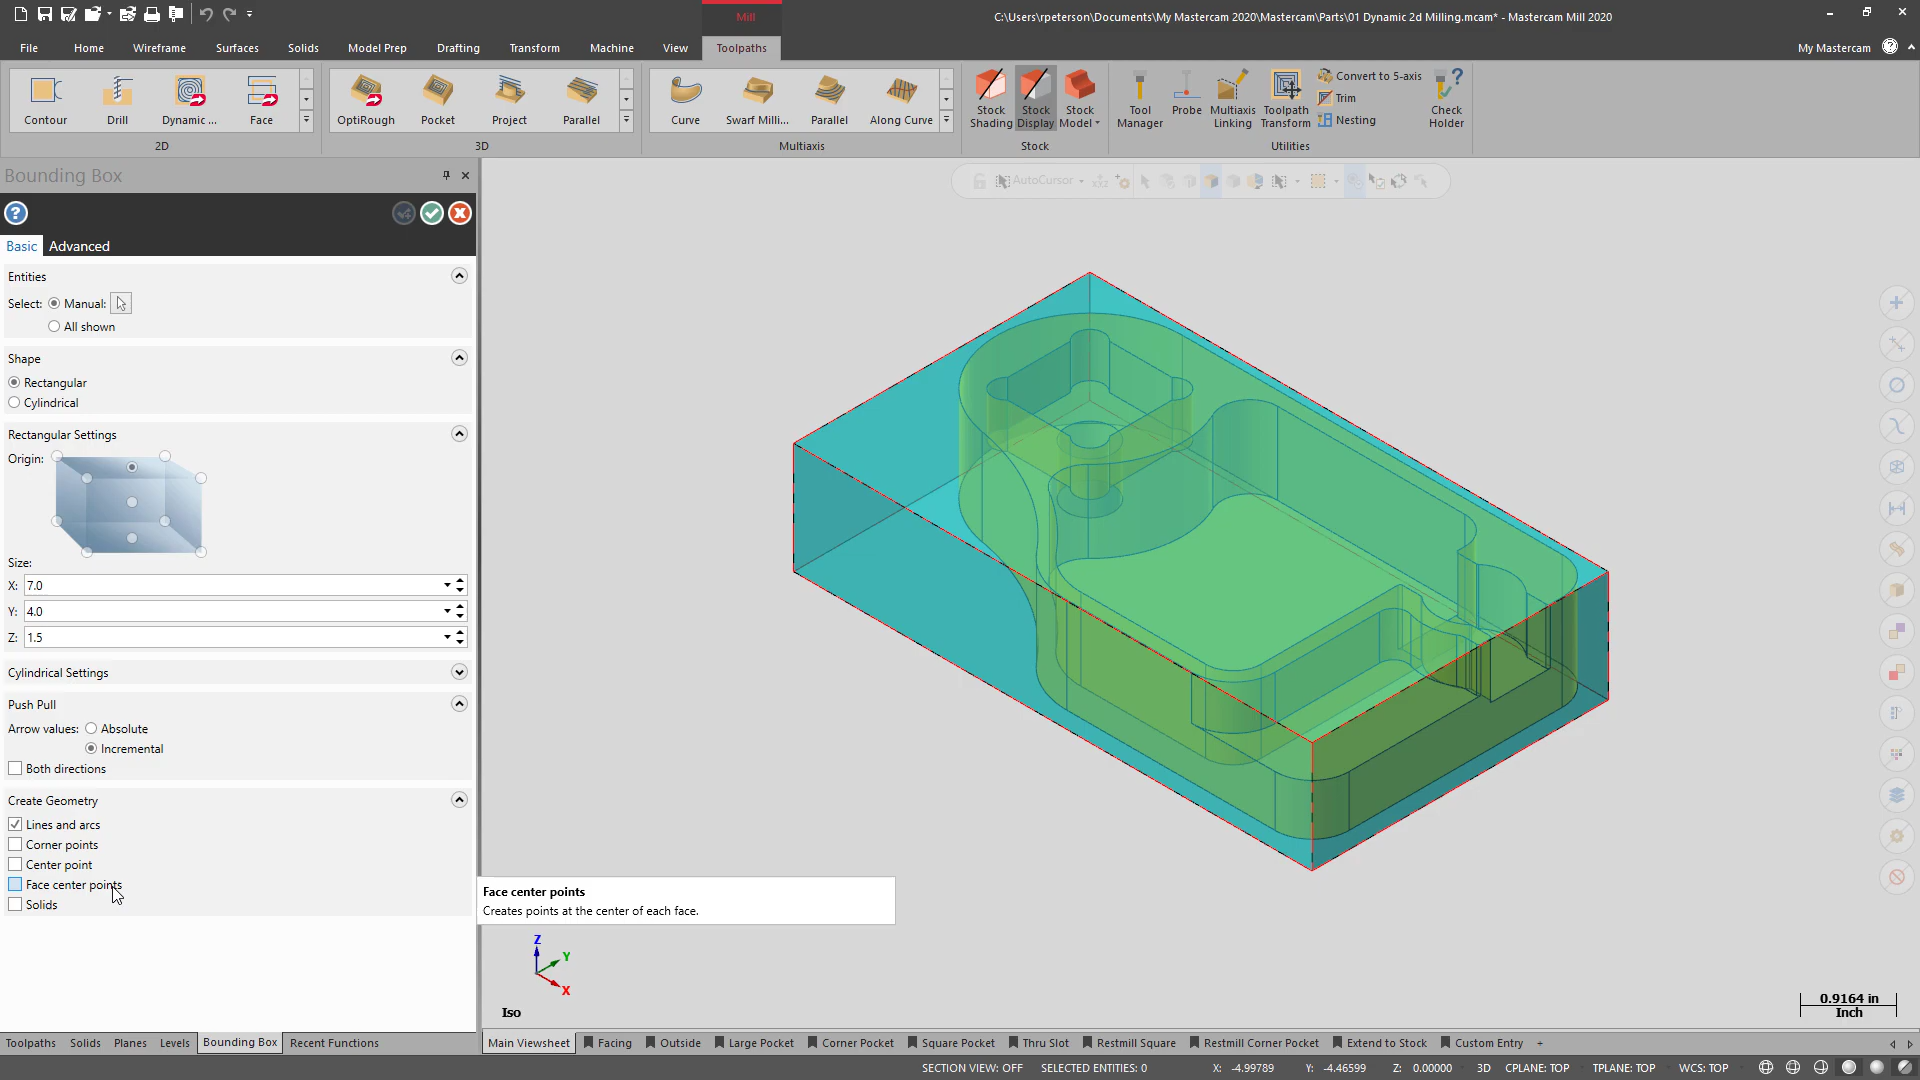 Mill
C:\Users\rpeterson\Documents\My Mastercam 2020\Mastercam\Parts\01 Dynamic 2d Milling.mcam* - Mastercam Mill 2020
File Home Wireframe Surfaces Solids Model Prep Drafting Transform Machine View Toolpaths My Mastercam
Contour Drill Dynamic ... Face
2D
OptiRough Pocket Project Parallel
3D
Curve Swarf Milli... Parallel Along Curve
Multiaxis
Stock Shading
Stock Display
Stock Model
Stock
Tool Manager
Probe
Multiaxis Linking
Toolpath Transform
Convert to 5-axis
Trim
Nesting
Check Holder
Utilities
Bounding Box
Basic Advanced
Entities
Select: Manual:
All shown
Shape
Rectangular
Cylindrical
Rectangular Settings
Origin:
Size:
X: 7.0
Y: 4.0
Z: 1.5
Cylindrical Settings
Push Pull
Arrow values: Absolute
Incremental
Both directions
Create Geometry
Lines and arcs
Corner points
Center point
Face center points
Solids
AutoCursor
Face center points
Creates points at the center of each face.
Z
Y
X
Iso
0.9164 in
Inch
Toolpaths Solids Planes Levels Bounding Box Recent Functions
Main Viewsheet Facing Outside Large Pocket Corner Pocket Square Pocket Thru Slot Restmill Square Restmill Corner Pocket Extend to Stock Custom Entry +
SECTION VIEW: OFF SELECTED ENTITIES: 0 X: -4.99789 Y: -4.46599 Z: 0.00000 3D CPLANE: TOP TPLANE: TOP WCS: TOP